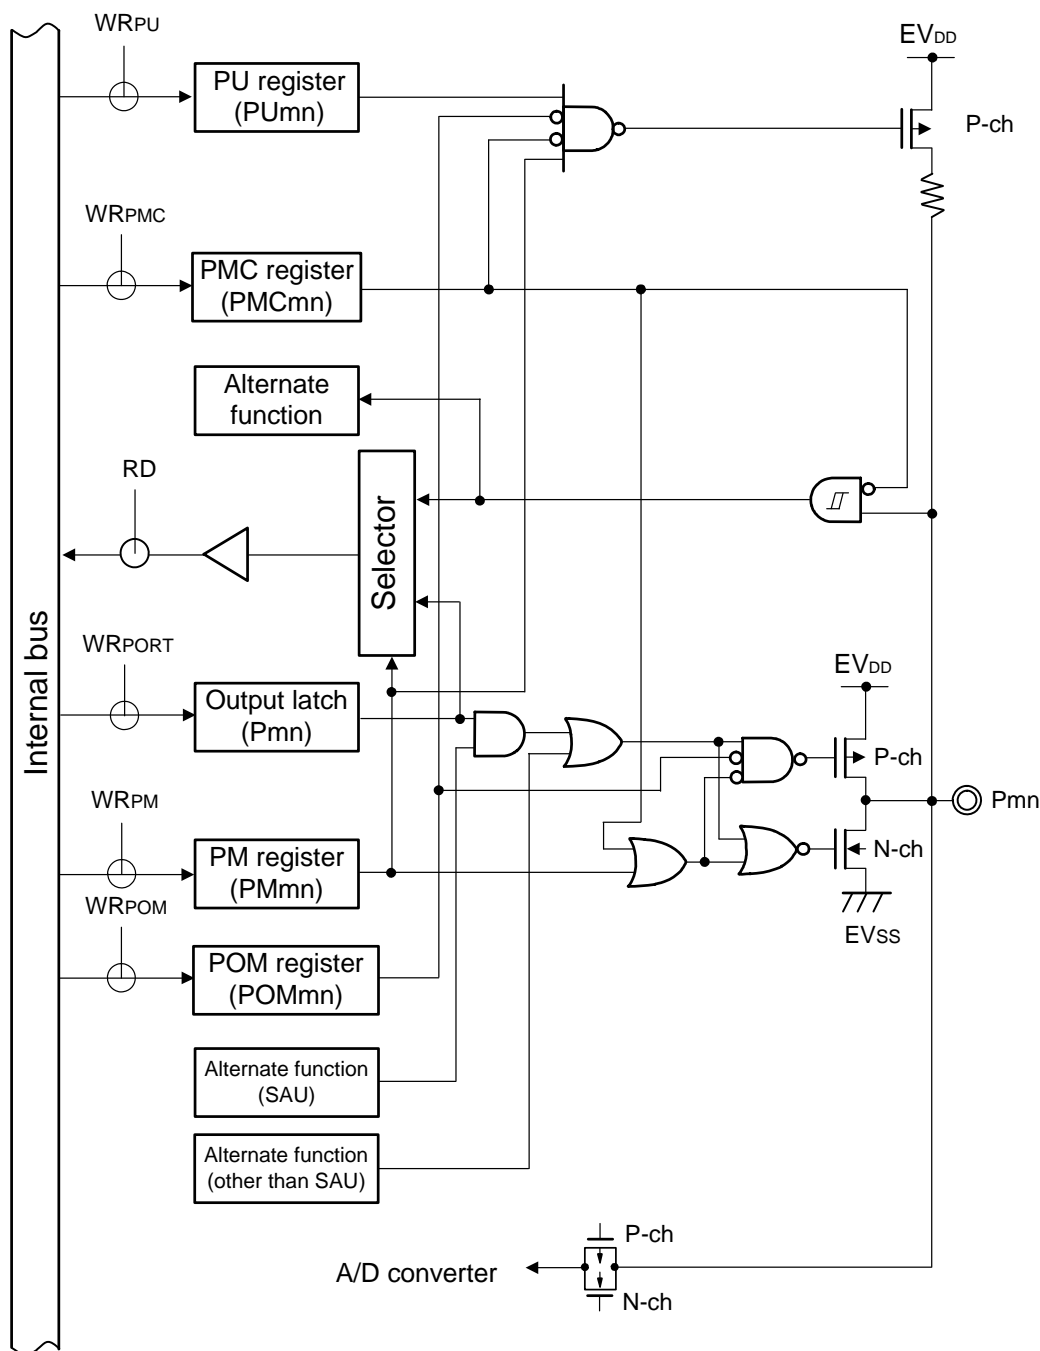 WRPU
EVDD
PU register
(PUmn)
P-ch
WRPMC
PMC register
(PMCmn)
Alternate
function
RD
Selector
Internal bus
WRPORT
EVDD
Output latch
(Pmn)
P-ch
WRPM
Pmn
PM register
(PMmn)
N-ch
WRPOM
EVSS
POM register
(POMmn)
Alternate function
(SAU)
Alternate function
(other than SAU)
P-ch
A/D converter
N-ch